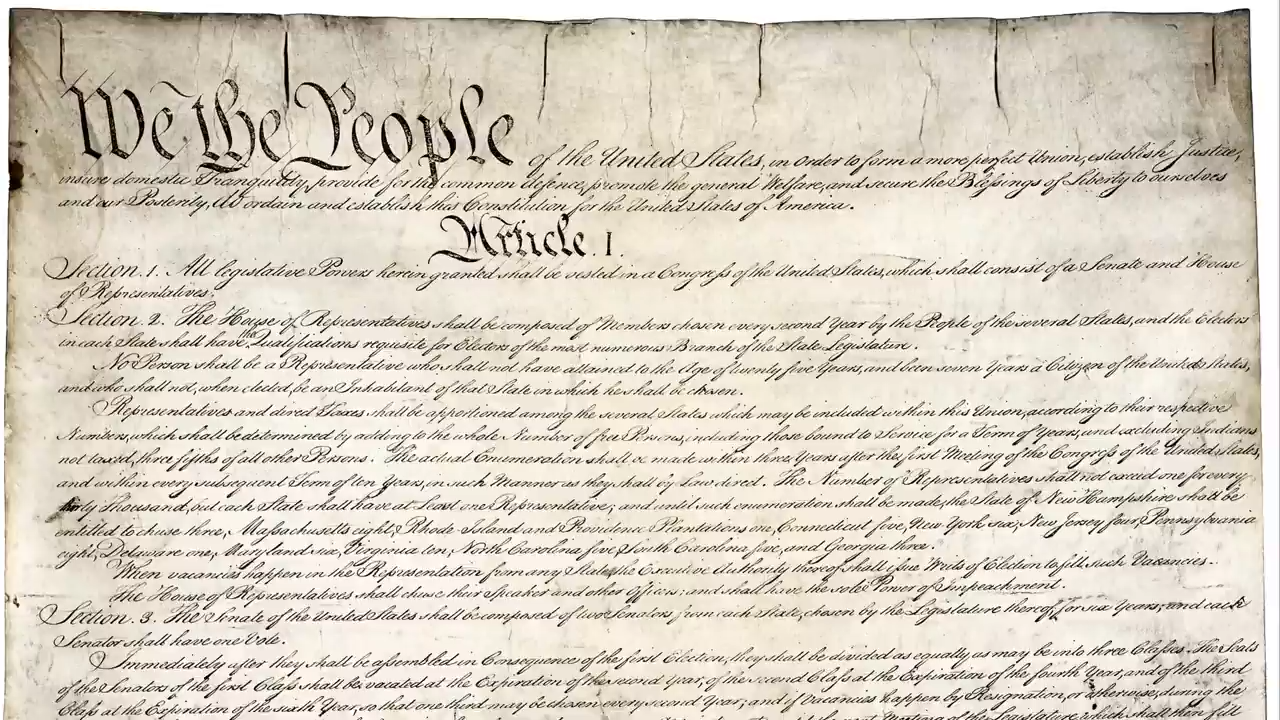 We the People of the United States, in Order to form a more perfect Union, establish Justice,
insure domestic Tranquility, provide for the common defence, promote the general Welfare, and secure the Blessings of Liberty to ourselves
and our Posterity, do ordain and establish this Constitution for the United States of America.
Article. I.
Section. 1. All legislative Powers herein granted shall be vested in a Congress of the United States, which shall consist of a Senate and House
of Representatives.
Section. 2. The House of Representatives shall be composed of Members chosen every second Year by the People of the several States, and the Electors
in each State shall have the Qualifications requisite for Electors of the most numerous Branch of the State Legislature.
No Person shall be a Representative who shall not have attained to the Age of twenty five Years, and been seven Years a Citizen of the United States,
and who shall not, when elected, be an Inhabitant of that State in which he shall be chosen.
Representatives and direct Taxes shall be apportioned among the several States which may be included within this Union, according to their respective
Numbers, which shall be determined by adding to the whole Number of free Persons, including those bound to Service for a Term of Years, and excluding Indians
not taxed, three fifths of all other Persons. The actual Enumeration shall be made within three Years after the first Meeting of the Congress of the United States,
and within every subsequent Term of ten Years, in such Manner as they shall by Law direct. The Number of Representatives shall not exceed one for every
thirty Thousand, but each State shall have at Least one Representative; and until such enumeration shall be made, the State of New Hampshire shall be
entitled to chuse three, Massachusetts eight, Rhode-Island and Providence Plantations one, Connecticut five, New-York six, New Jersey four, Pennsylvania
eight, Delaware one, Maryland six, Virginia ten, North Carolina five, South Carolina five, and Georgia three.
When vacancies happen in the Representation from any State, the Executive Authority thereof shall issue Writs of Election to fill such Vacancies.
The House of Representatives shall chuse their Speaker and other Officers; and shall have the sole Power of Impeachment.
Section. 3. The Senate of the United States shall be composed of two Senators from each State, chosen by the Legislature thereof, for six Years; and each
Senator shall have one Vote.
Immediately after they shall be assembled in Consequence of the first Election, they shall be divided as equally as may be into three Classes. The Seats
of the Senators of the first Class shall be vacated at the Expiration of the second Year, of the second Class at the Expiration of the fourth Year, and of the third
Class at the Expiration of the sixth Year, so that one third may be chosen every second Year; and if Vacancies happen by Resignation, or otherwise, during the
Meeting of the Legislature, which shall then fill